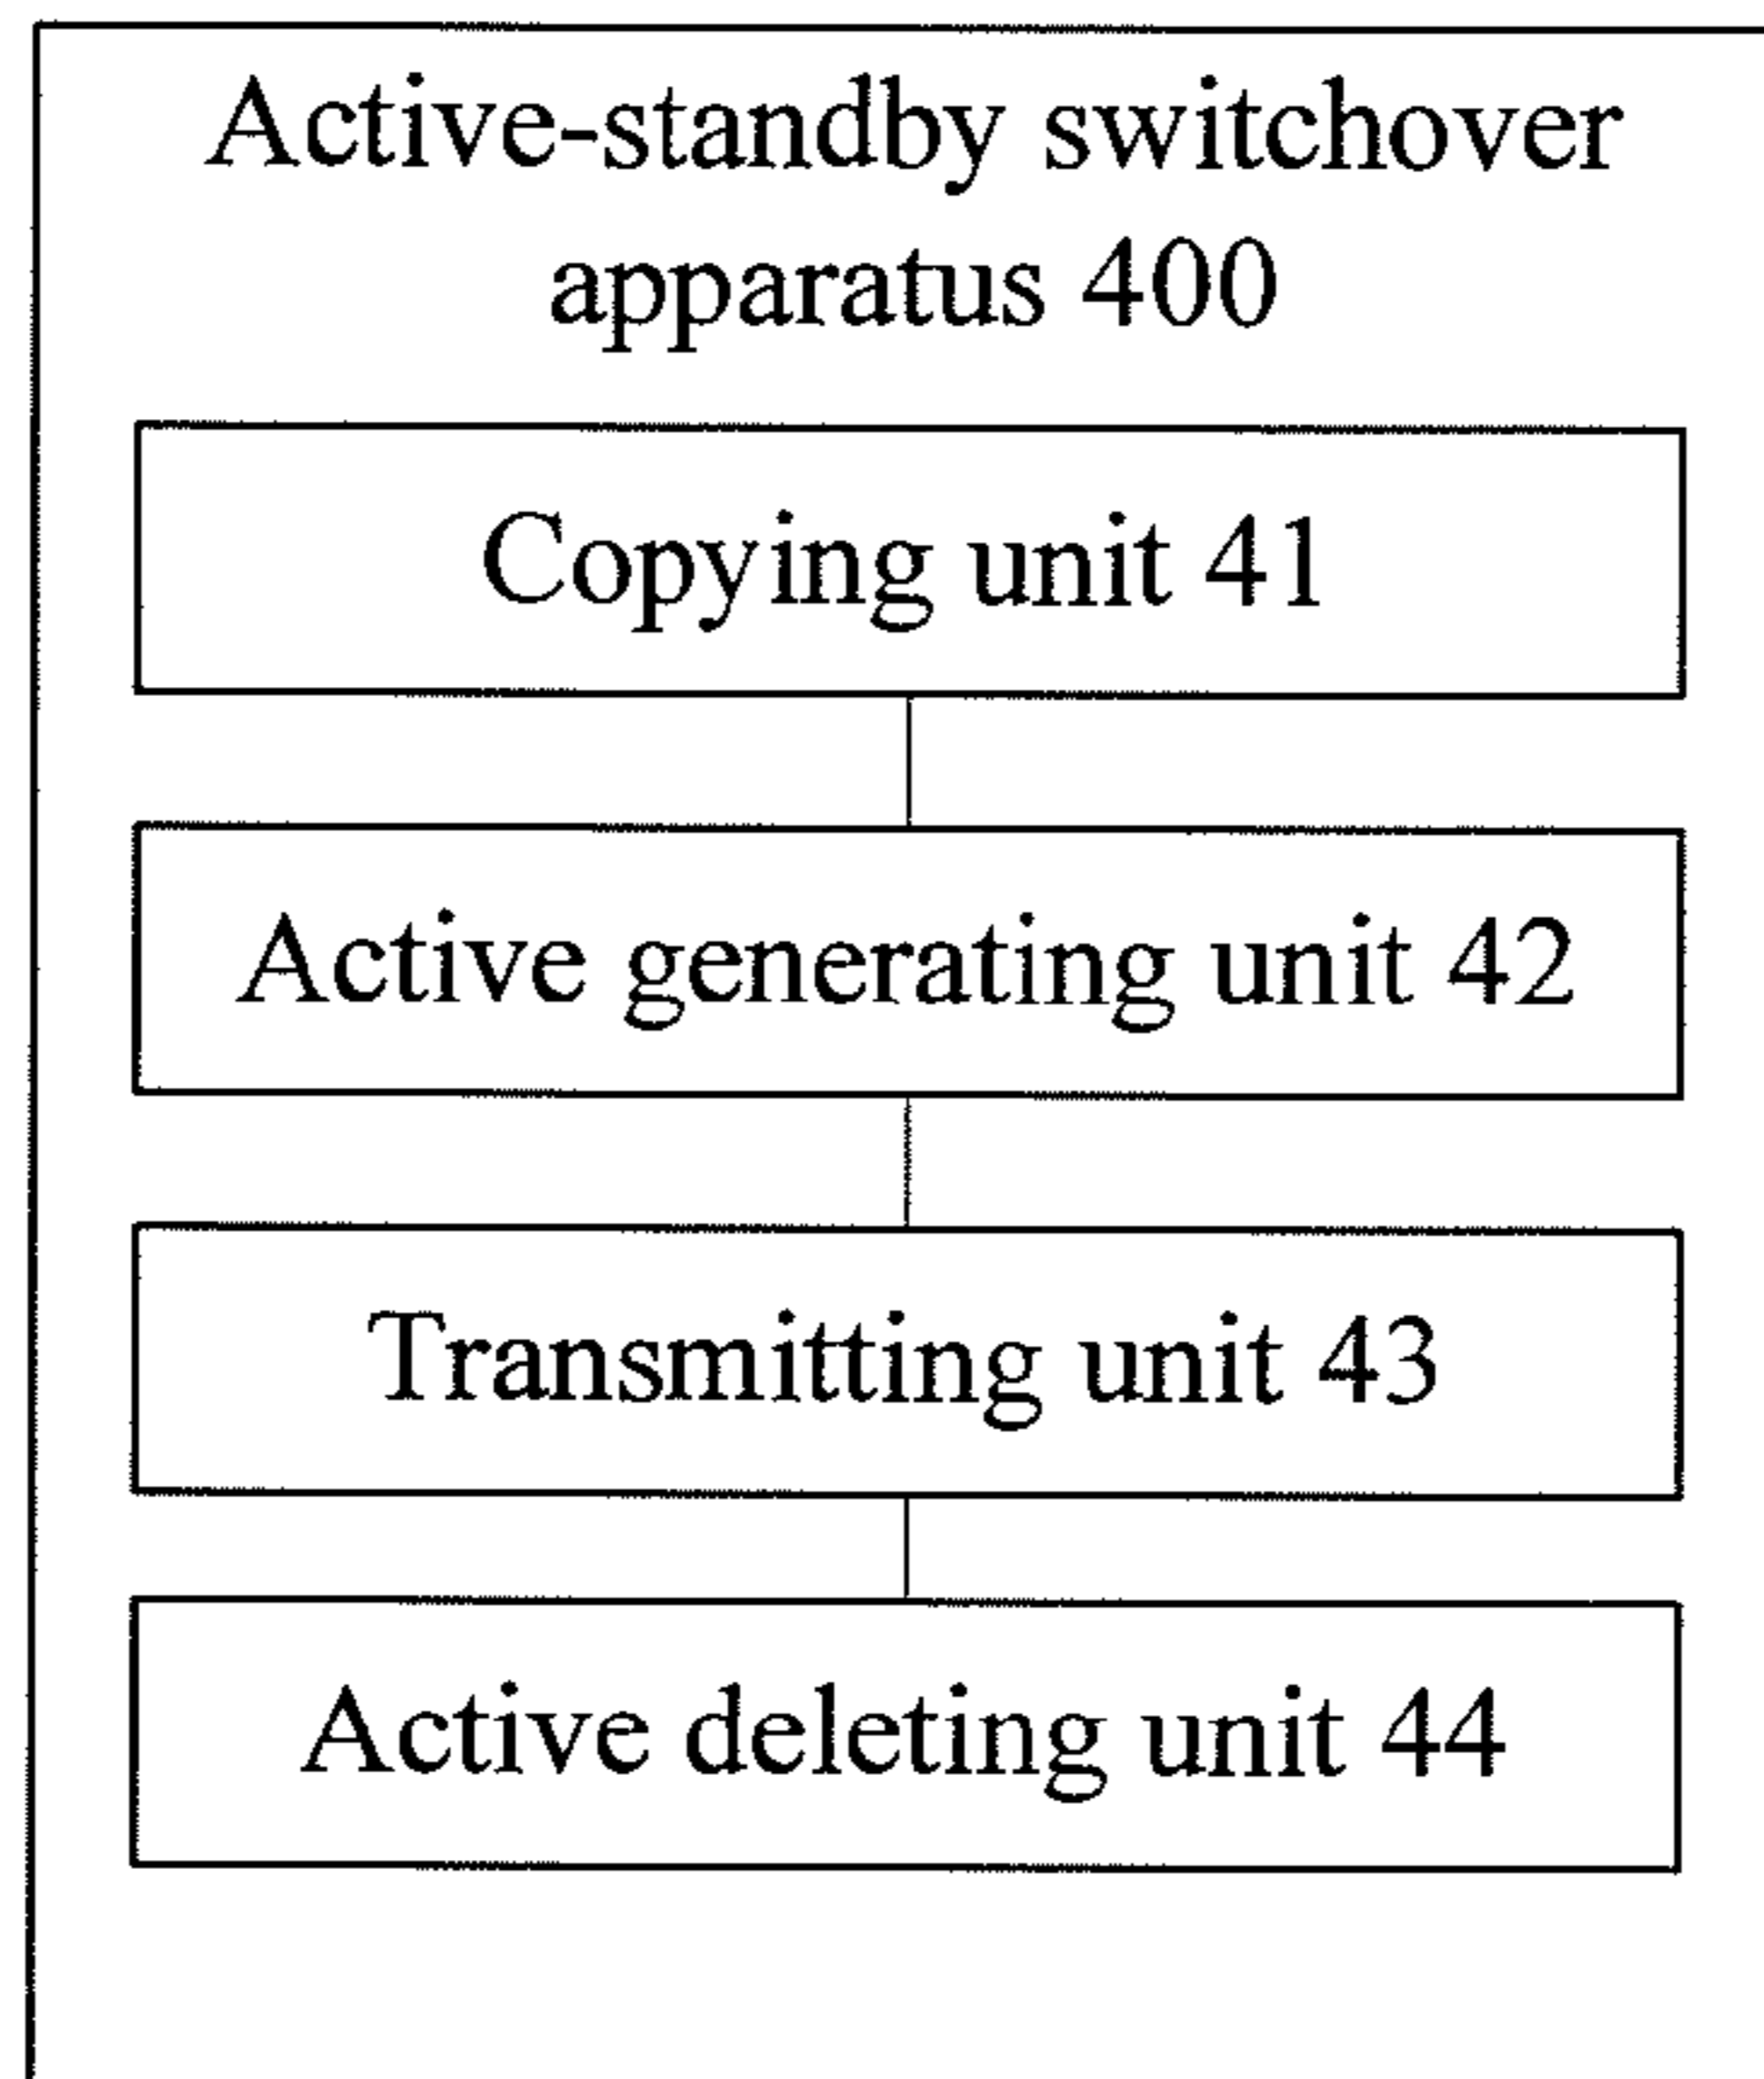 Active-standby switchover
apparatus 400
Copying unit 41
Active generating unit 42
Transmitting unit 43
Active deleting unit 44